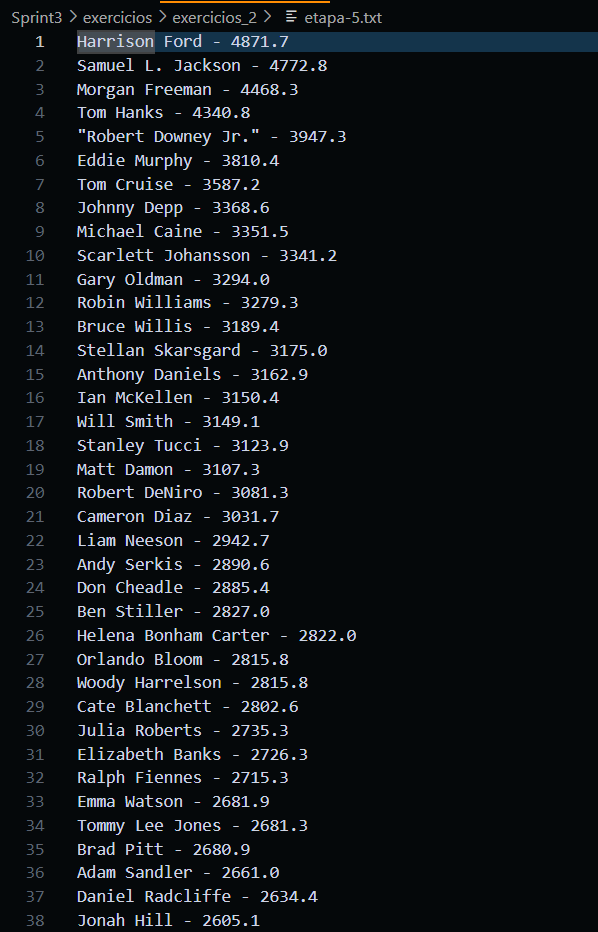 Sprint3 > exercicios > exercicios_2 > etapa-5.txt
1 Harrison Ford - 4871.7
2 Samuel L. Jackson - 4772.8
3 Morgan Freeman - 4468.3
4 Tom Hanks - 4340.8
5 "Robert Downey Jr." - 3947.3
6 Eddie Murphy - 3810.4
7 Tom Cruise - 3587.2
8 Johnny Depp - 3368.6
9 Michael Caine - 3351.5
10 Scarlett Johansson - 3341.2
11 Gary Oldman - 3294.0
12 Robin Williams - 3279.3
13 Bruce Willis - 3189.4
14 Stellan Skarsgard - 3175.0
15 Anthony Daniels - 3162.9
16 Ian McKellen - 3150.4
17 Will Smith - 3149.1
18 Stanley Tucci - 3123.9
19 Matt Damon - 3107.3
20 Robert DeNiro - 3081.3
21 Cameron Diaz - 3031.7
22 Liam Neeson - 2942.7
23 Andy Serkis - 2890.6
24 Don Cheadle - 2885.4
25 Ben Stiller - 2827.0
26 Helena Bonham Carter - 2822.0
27 Orlando Bloom - 2815.8
28 Woody Harrelson - 2815.8
29 Cate Blanchett - 2802.6
30 Julia Roberts - 2735.3
31 Elizabeth Banks - 2726.3
32 Ralph Fiennes - 2715.3
33 Emma Watson - 2681.9
34 Tommy Lee Jones - 2681.3
35 Brad Pitt - 2680.9
36 Adam Sandler - 2661.0
37 Daniel Radcliffe - 2634.4
38 Jonah Hill - 2605.1